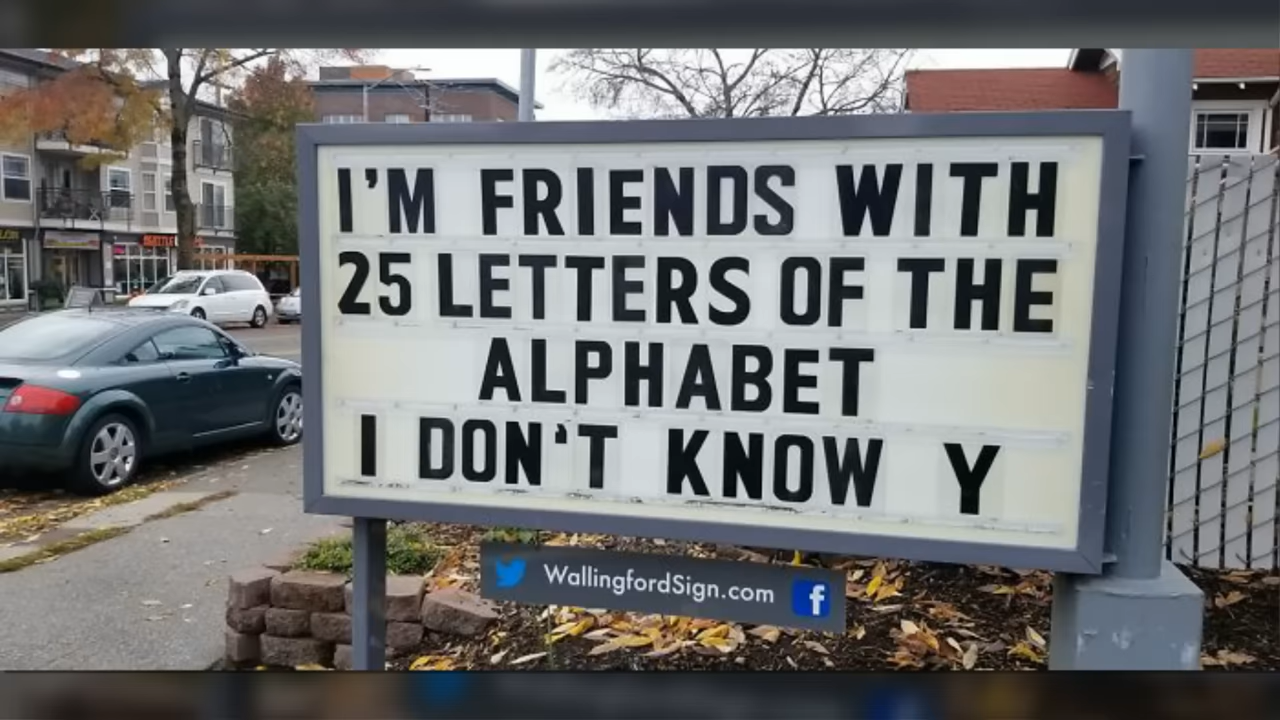 I'M FRIENDS WITH
25 LETTERS OF THE
ALPHABET
I DON'T KNOW Y
WallingfordSign.com